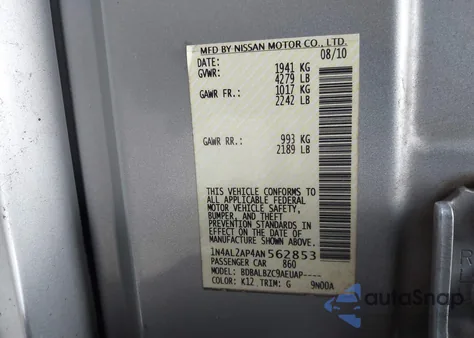 MFD BY NISSAN MOTOR CO., LTD.
DATE: 08/10
GVWR: 1941 KG
4279 LB
GAWR FR.: 1017 KG
2242 LB
GAWR RR.: 993 KG
2189 LB
THIS VEHICLE CONFORMS TO
ALL APPLICABLE FEDERAL
MOTOR VEHICLE SAFETY,
BUMPER, AND THEFT
PREVENTION STANDARDS
IN EFFECT ON THE DATE OF
MANUFACTURE SHOWN ABOVE.
1N4AL2AP4AN562853
PASSENGER CAR 860
MODEL: BDBALBZC9AEUAP----
COLOR: K12 TRIM: G 9N00A
AutoSnap